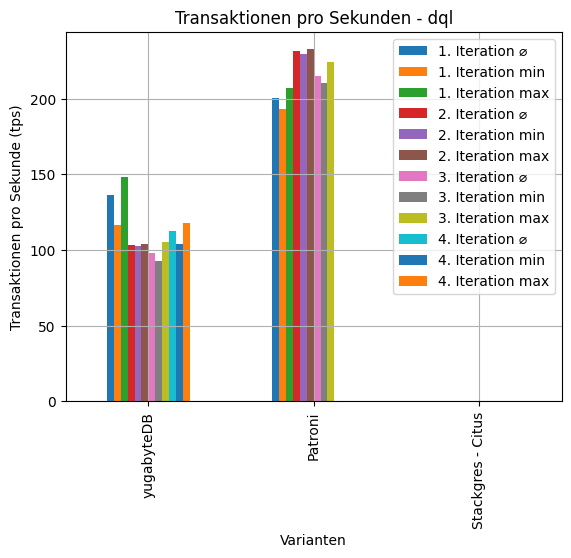 Transaktionen pro Sekunden - dql
Transaktionen pro Sekunde (tps)
200
150
100
50
0
1. Iteration ⌀
1. Iteration min
1. Iteration max
2. Iteration ⌀
2. Iteration min
2. Iteration max
3. Iteration ⌀
3. Iteration min
3. Iteration max
4. Iteration ⌀
4. Iteration min
4. Iteration max
yugabyteDB
Patroni
Stackgres - Citus
Varianten